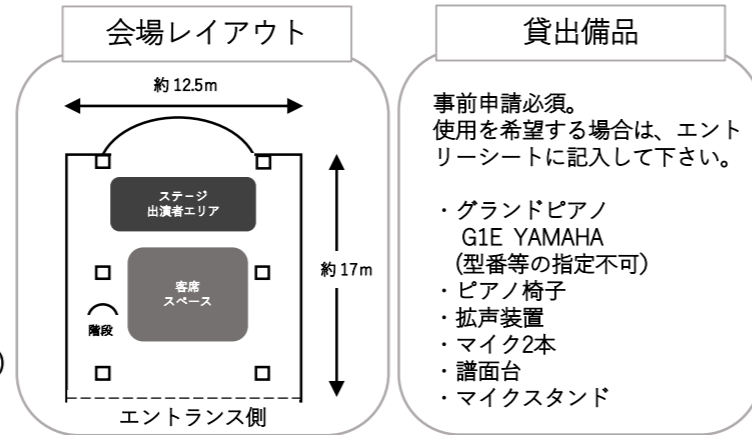 会場レイアウト
約 12.5m
ステージ
出演者エリア
約 17m
客席
スペース
階段
エントランス側
)
貸出備品
事前申請必須。
使用を希望する場合は、エント
リーシートに記入して下さい。
・グランドピアノ
G1E YAMAHA
(型番等の指定不可)
・ピアノ椅子
・拡声装置
・マイク2本
・譜面台
・マイクスタンド